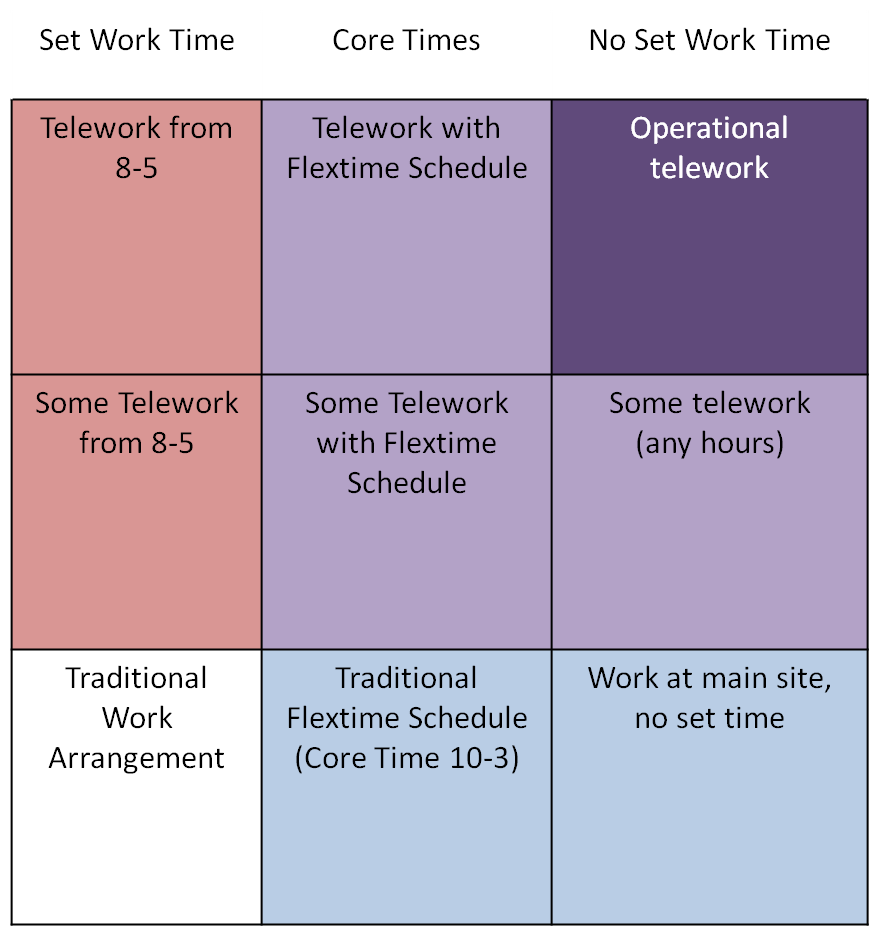 Set Work Time
Core Times
No Set Work Time
Telework from
8-5
Telework with
Flextime Schedule
Operational
telework
Some Telework
from 8-5
Some Telework
with Flextime
Schedule
Some telework
(any hours)
Traditional
Work
Arrangement
Traditional
Flextime Schedule
(Core Time 10-3)
Work at main site,
no set time